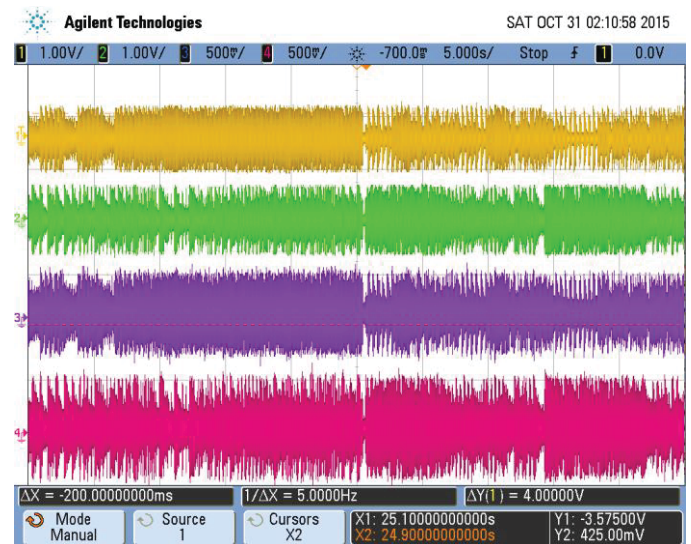 Agilent Technologies SAT OCT 31 02:10:58 2015
1 1.00V/ 2 1.00V/ 3 500mV/ 4 500mV/ -700.0ms 5.000s/ Stop 1 0.0V
1
2
3
4
ΔX = -200.00000000ms 1/ΔX = 5.0000Hz ΔY(1) = 4.00000V
Mode Source Cursors X1: 25.10000000000s Y1: -3.57500V
Manual 1 X2 X2: 24.90000000000s Y2: 425.00mV